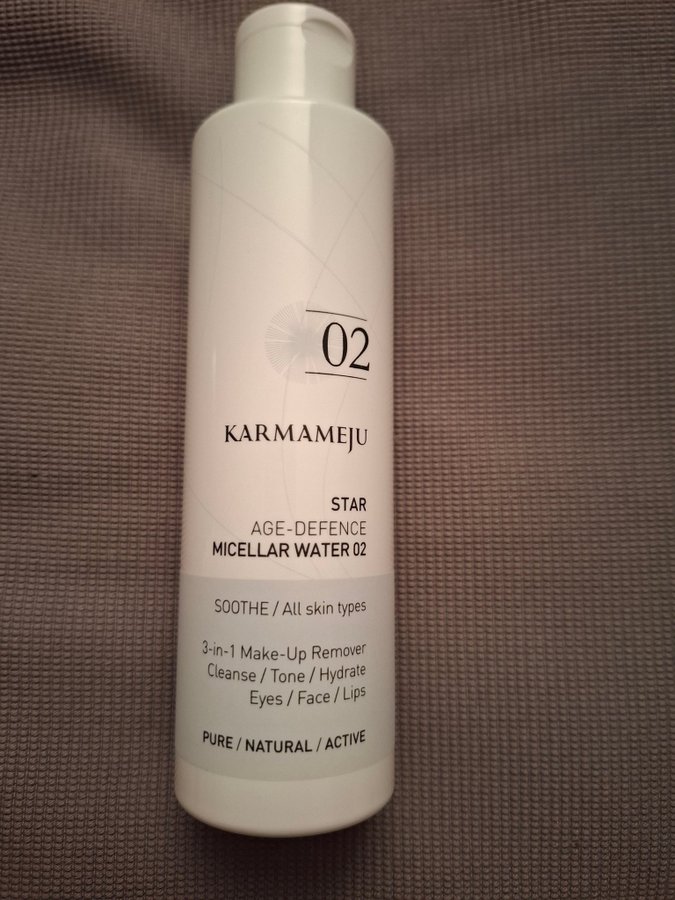 02
KARMAMEJU
STAR
AGE-DEFENCE
MICELLAR WATER 02
SOOTHE / All skin types
3-in-1 Make-Up Remover
Cleanse / Tone / Hydrate
Eyes / Face / Lips
PURE / NATURAL / ACTIVE